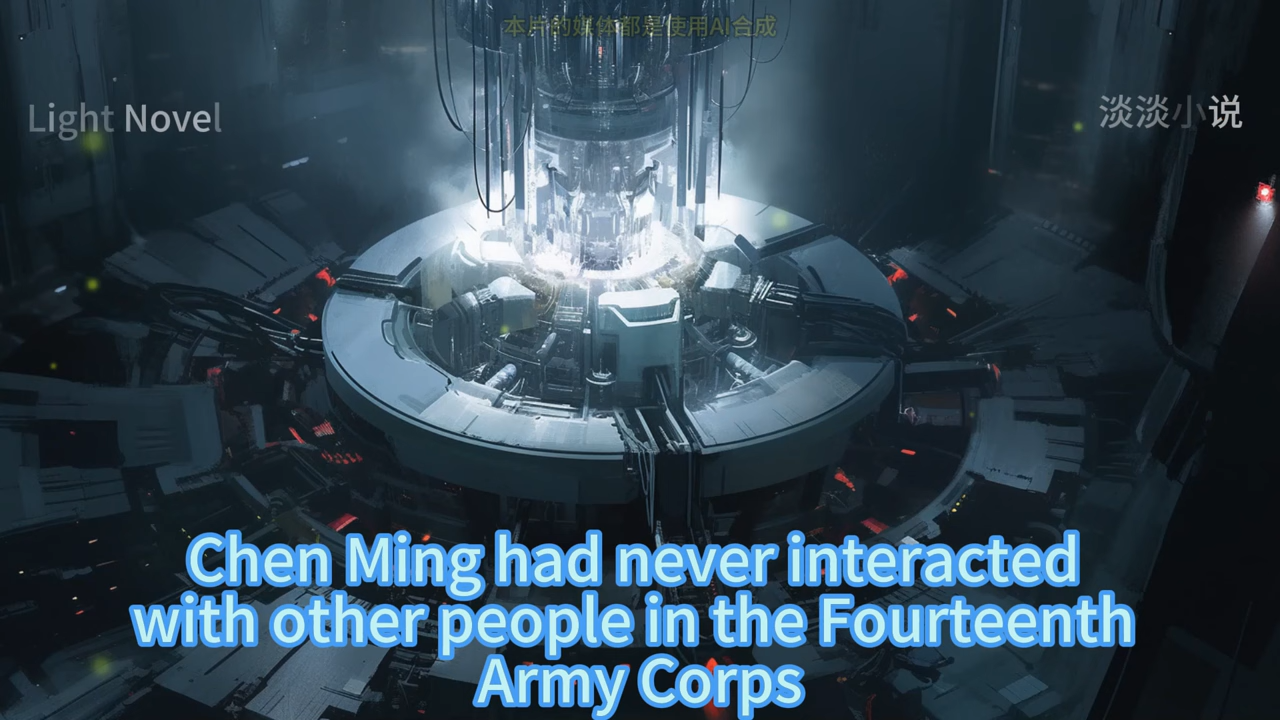 本片的媒体都是使用AI合成
Light Novel
淡淡小说
Chen Ming had never interacted
with other people in the Fourteenth
Army Corps